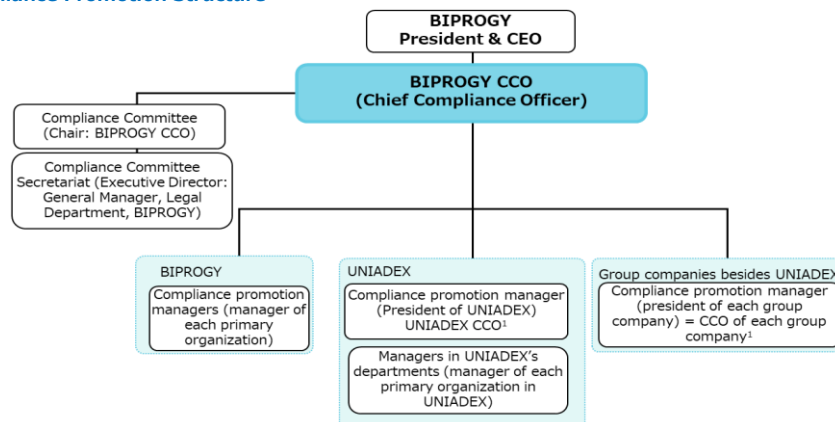 Promotion Structure
BIPROGY
President & CEO
BIPROGY CCO
(Chief Compliance Officer)
Compliance Committee
(Chair: BIPROGY CCO)
Compliance Committee
Secretariat (Executive Director:
General Manager, Legal
Department, BIPROGY)
BIPROGY
Compliance promotion
managers (manager of
each primary
organization)
UNIADEX
Compliance promotion manager
(President of UNIADEX)
UNIADEX CCO¹
Managers in UNIADEX's
departments (manager of each
primary organization in
UNIADEX)
Group companies besides UNIADEX
Compliance promotion manager
(president of each group
company) = CCO of each group
company¹